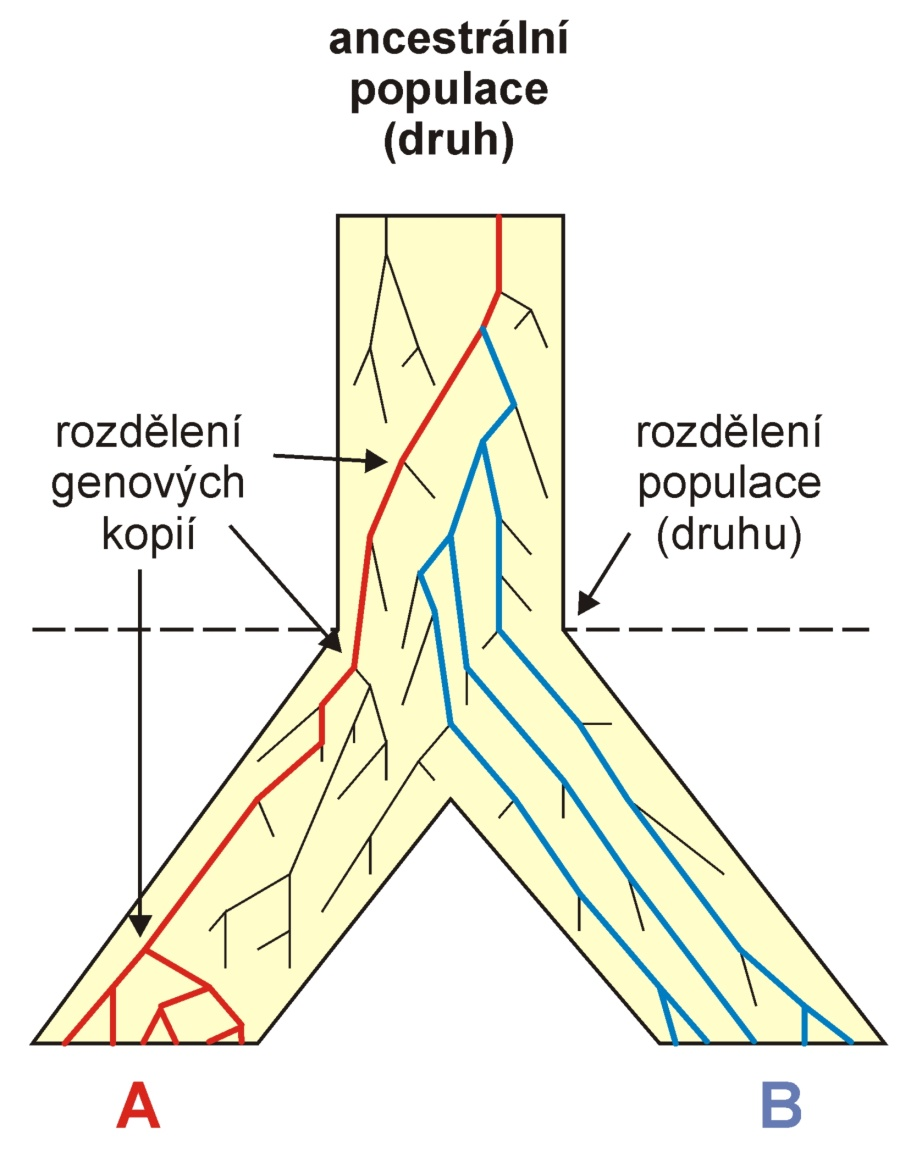 ancestrální
populace
(druh)
rozdělení
genových
kopií
rozdělení
populace
(druhu)
A
B